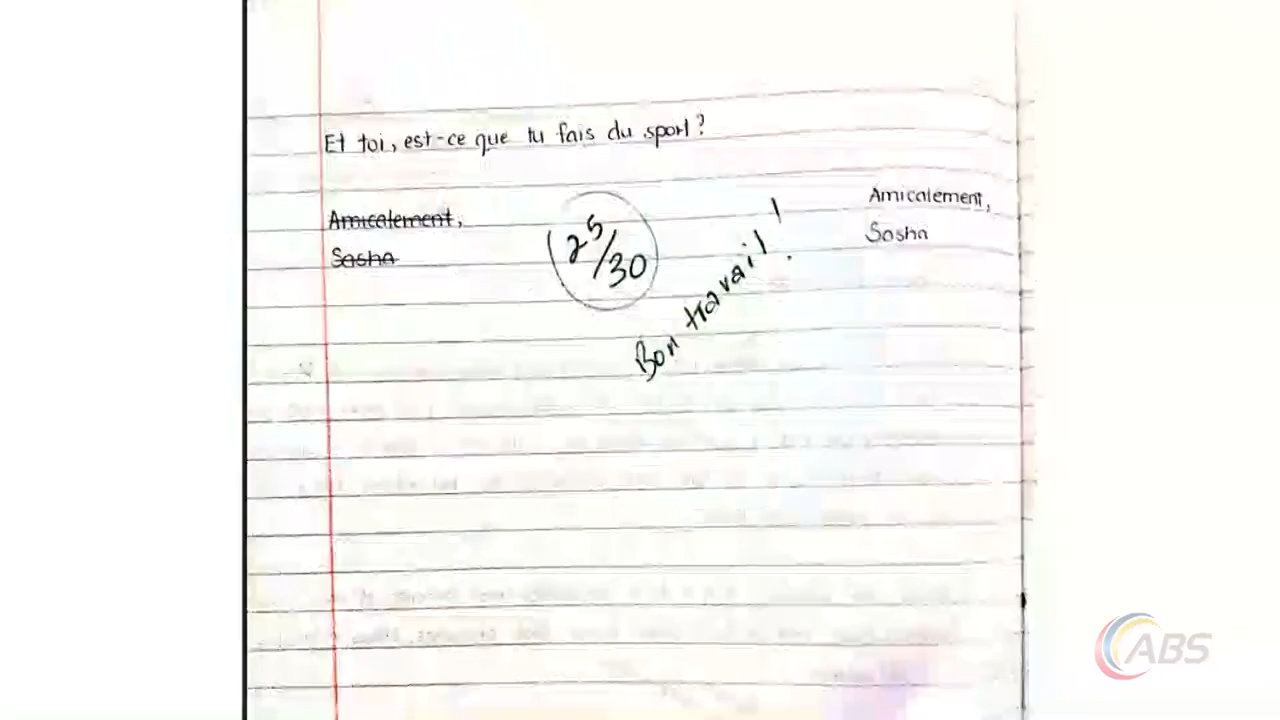 Et toi, est-ce que tu fais du sport?
Amicalement,
Sasha
Amicalement,
Sasha
25/30
Bon travail!
ABS